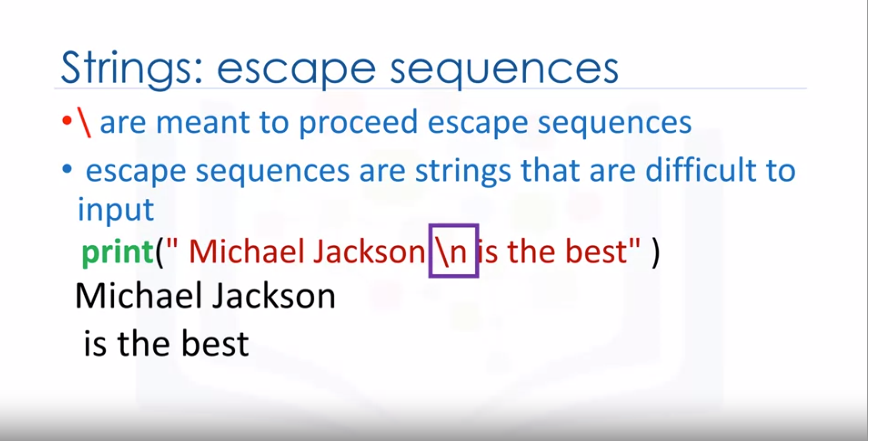 Strings: escape sequences
•\ are meant to proceed escape sequences
• escape sequences are strings that are difficult to
input
print(" Michael Jackson \n is the best" )
Michael Jackson
is the best